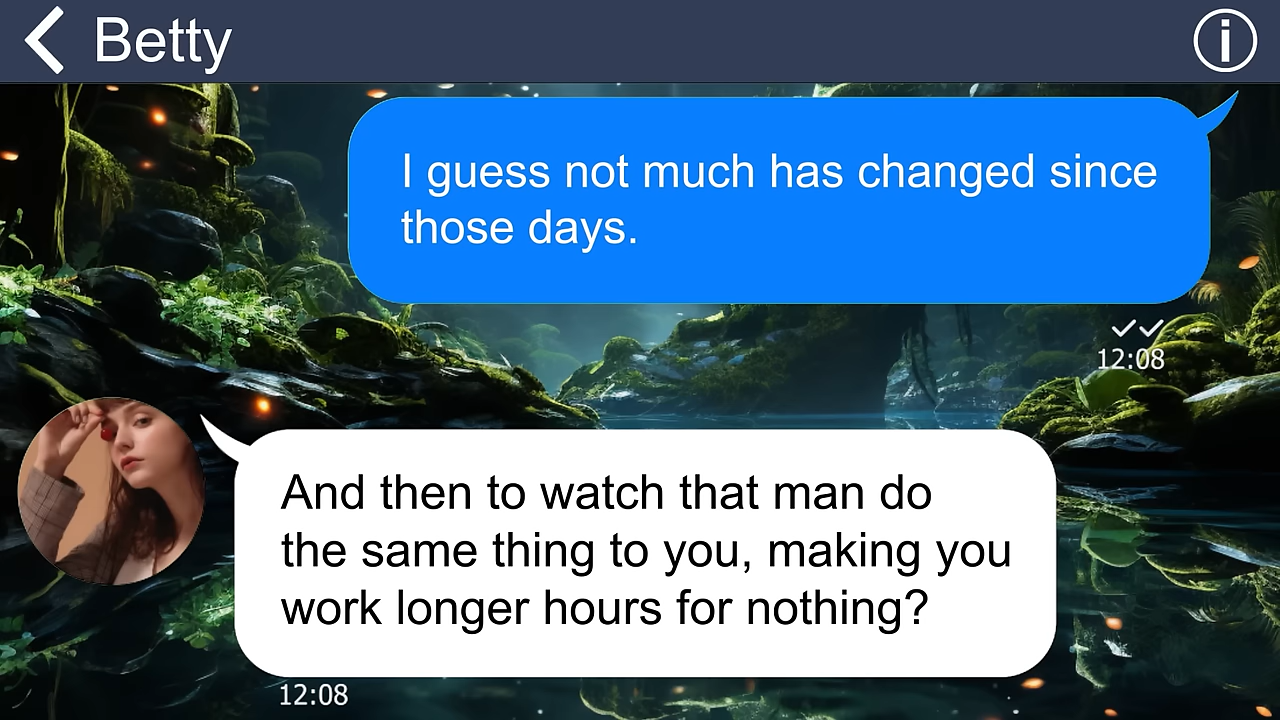 Betty
I guess not much has changed since
those days.
12:08
And then to watch that man do
the same thing to you, making you
work longer hours for nothing?
12:08